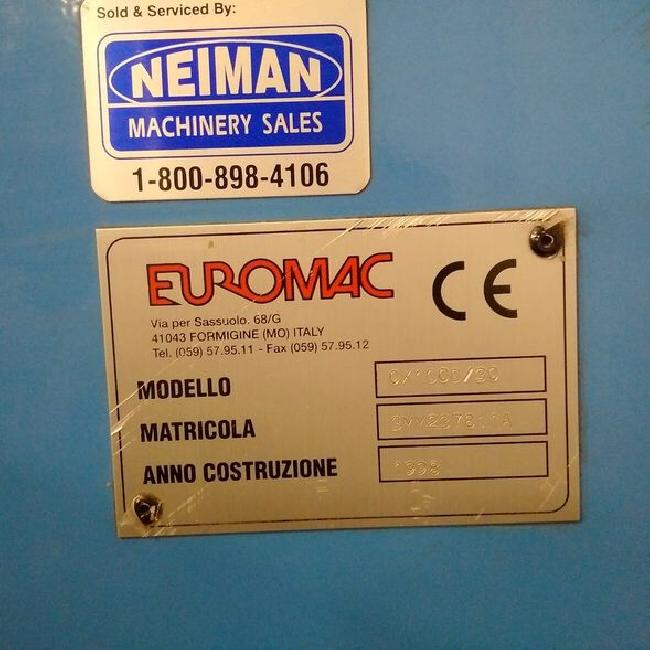 Sold & Serviced By:
NEIMAN
MACHINERY SALES
1-800-898-4106
EUROMAC CE
Via per Sassuolo. 68/G
41043 FORMIGINE (MO) ITALY
Tel. (059) 57.95.11 - Fax (059) 57.95.12
MODELLO
MATRICOLA
ANNO COSTRUZIONE 1998